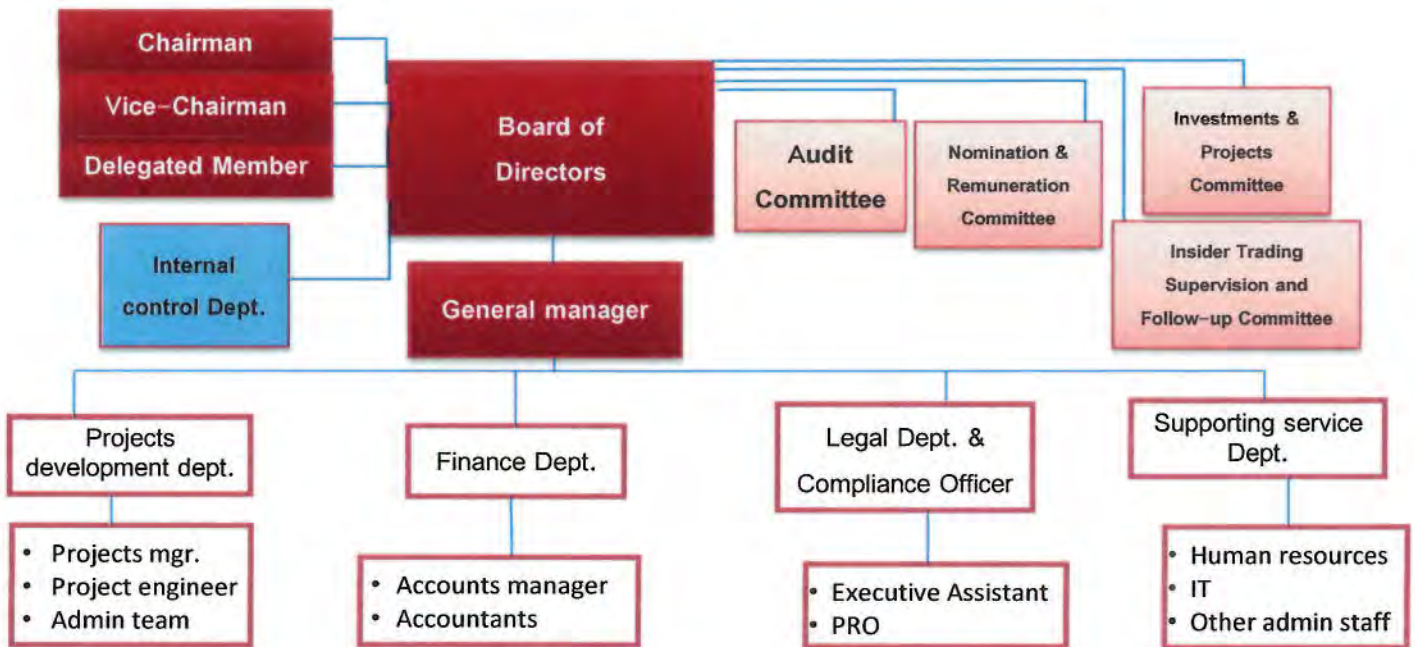 Chairman
Vice-Chairman
Delegated Member
Board of
Directors
Audit
Committee
Nomination &
Remuneration
Committee
Investments &
Projects
Committee
Internal
control Dept.
General manager
Insider Trading
Supervision and
Follow-up Committee
Projects
development dept.
Finance Dept.
Legal Dept. &
Compliance Officer
Supporting service
Dept.
• Projects mgr.
• Project engineer
• Admin team
• Accounts manager
• Accountants
• Executive Assistant
• PRO
• Human resources
• IT
• Other admin staff